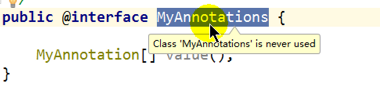 public @interface MyAnnotations {
Class 'MyAnnotations' is never used
MyAnnotation[] value();
}